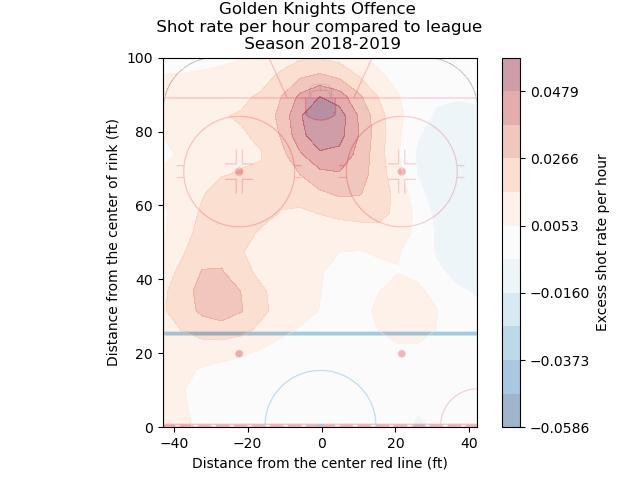 Golden Knights Offence
Shot rate per hour compared to league
Season 2018-2019
100
80
60
40
20
0
Distance from the center of rink (ft)
−40
−20
0
20
40
Distance from the center red line (ft)
0.0479
0.0266
0.0053
−0.0160
−0.0373
−0.0586
Excess shot rate per hour